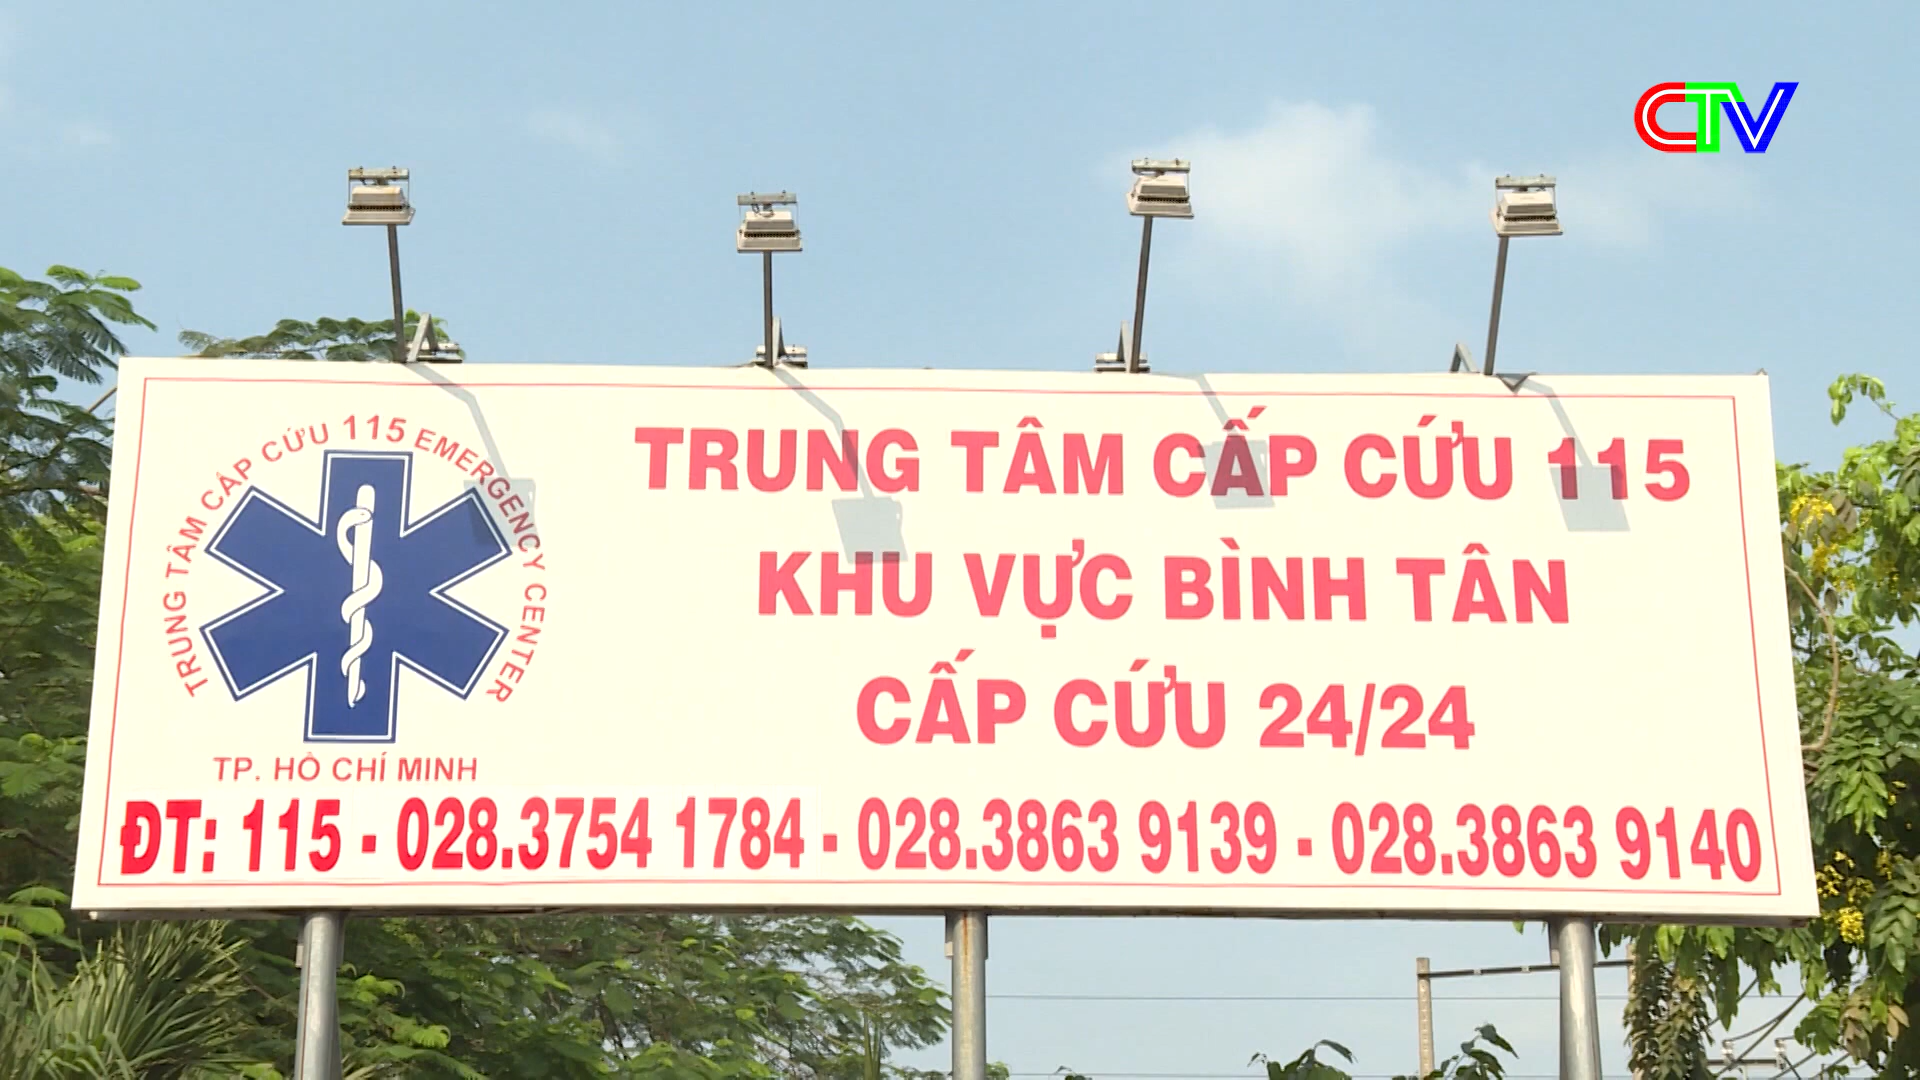 CTV
TRUNG TÂM CẤP CỨU 115 EMERGENCY CENTER
TP. HỒ CHÍ MINH
TRUNG TÂM CẤP CỨU 115
KHU VỰC BÌNH TÂN
CẤP CỨU 24/24
ĐT: 115 - 028.3754 1784 - 028.3863 9139 - 028.3863 9140